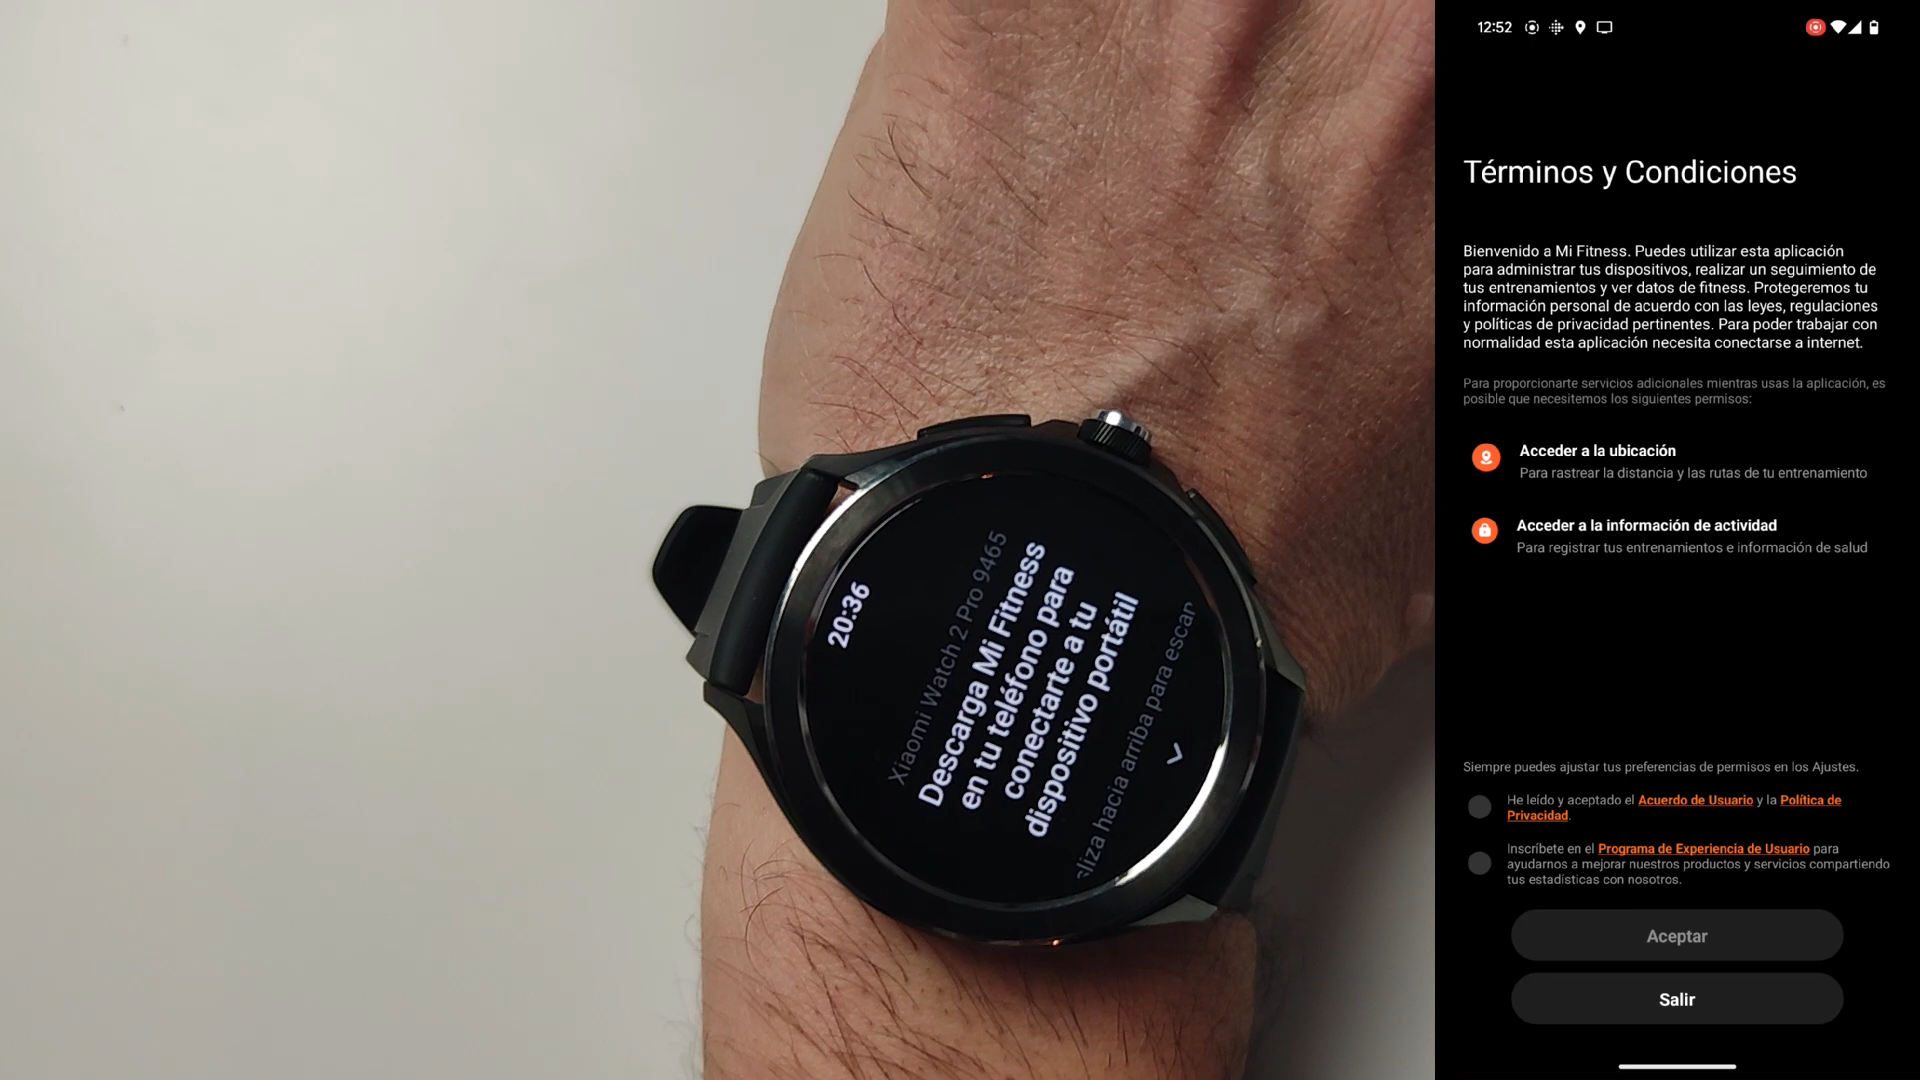 20:36
Xiaomi Watch 2 Pro 9465
Descarga Mi Fitness
en tu teléfono para
conectarte a tu
dispositivo portátil
hacia arriba para
12:52
Términos y Condiciones
Bienvenido a Mi Fitness. Puedes utilizar esta aplicación
para administrar tus dispositivos, realizar un seguimiento de
tus entrenamientos y ver datos de fitness. Protegeremos tu
información personal de acuerdo con las leyes, regulaciones
y políticas de privacidad pertinentes. Para poder trabajar con
normalidad esta aplicación necesita conectarse a internet.
Para proporcionarte servicios adicionales mientras usas la aplicación, es
posible que necesitemos los siguientes permisos:
Acceder a la ubicación
Para rastrear la distancia y las rutas de tu entrenamiento
Acceder a la información de actividad
Para registrar tus entrenamientos e información de salud
Siempre puedes ajustar tus preferencias de permisos en los Ajustes.
He leído y aceptado el Acuerdo de Usuario y la Política de
Privacidad.
Inscríbete en el Programa de Experiencia de Usuario para
ayudarnos a mejorar nuestros productos y servicios compartiendo
tus estadísticas con nosotros.
Aceptar
Salir